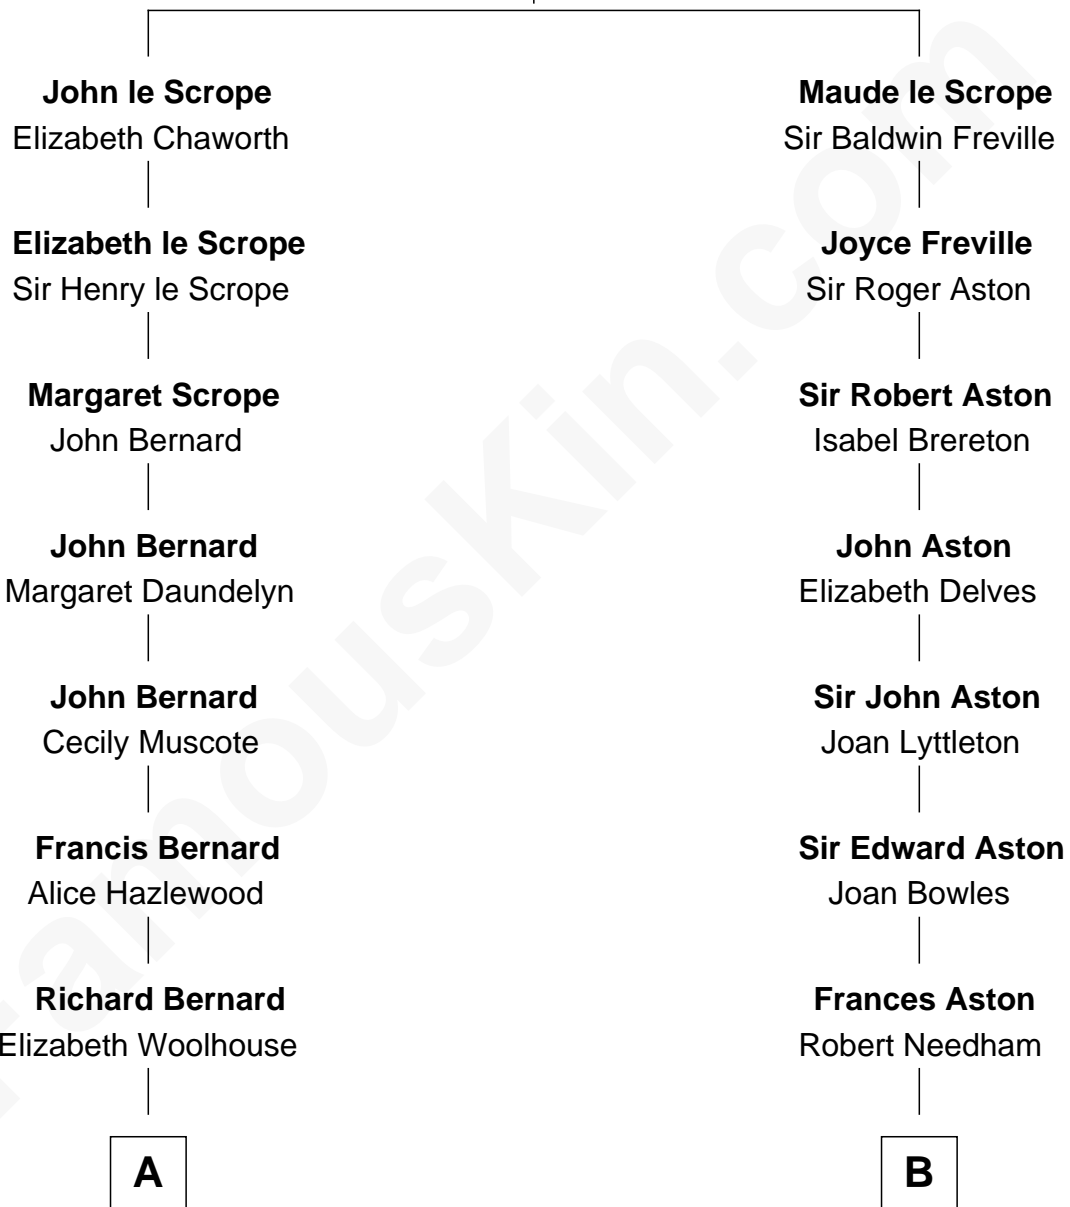 John le Scrope
Elizabeth Chaworth
Maude le Scrope
Sir Baldwin Freville
Elizabeth le Scrope
Sir Henry le Scrope
Joyce Freville
Sir Roger Aston
Margaret Scrope
John Bernard
Sir Robert Aston
Isabel Brereton
John Bernard
Margaret Daundelyn
John Aston
Elizabeth Delves
John Bernard
Cecily Muscote
Sir John Aston
Joan Lyttleton
Francis Bernard
Alice Hazlewood
Sir Edward Aston
Joan Bowles
Richard Bernard
Elizabeth Woolhouse
Frances Aston
Robert Needham
A
B
FamousKin.com